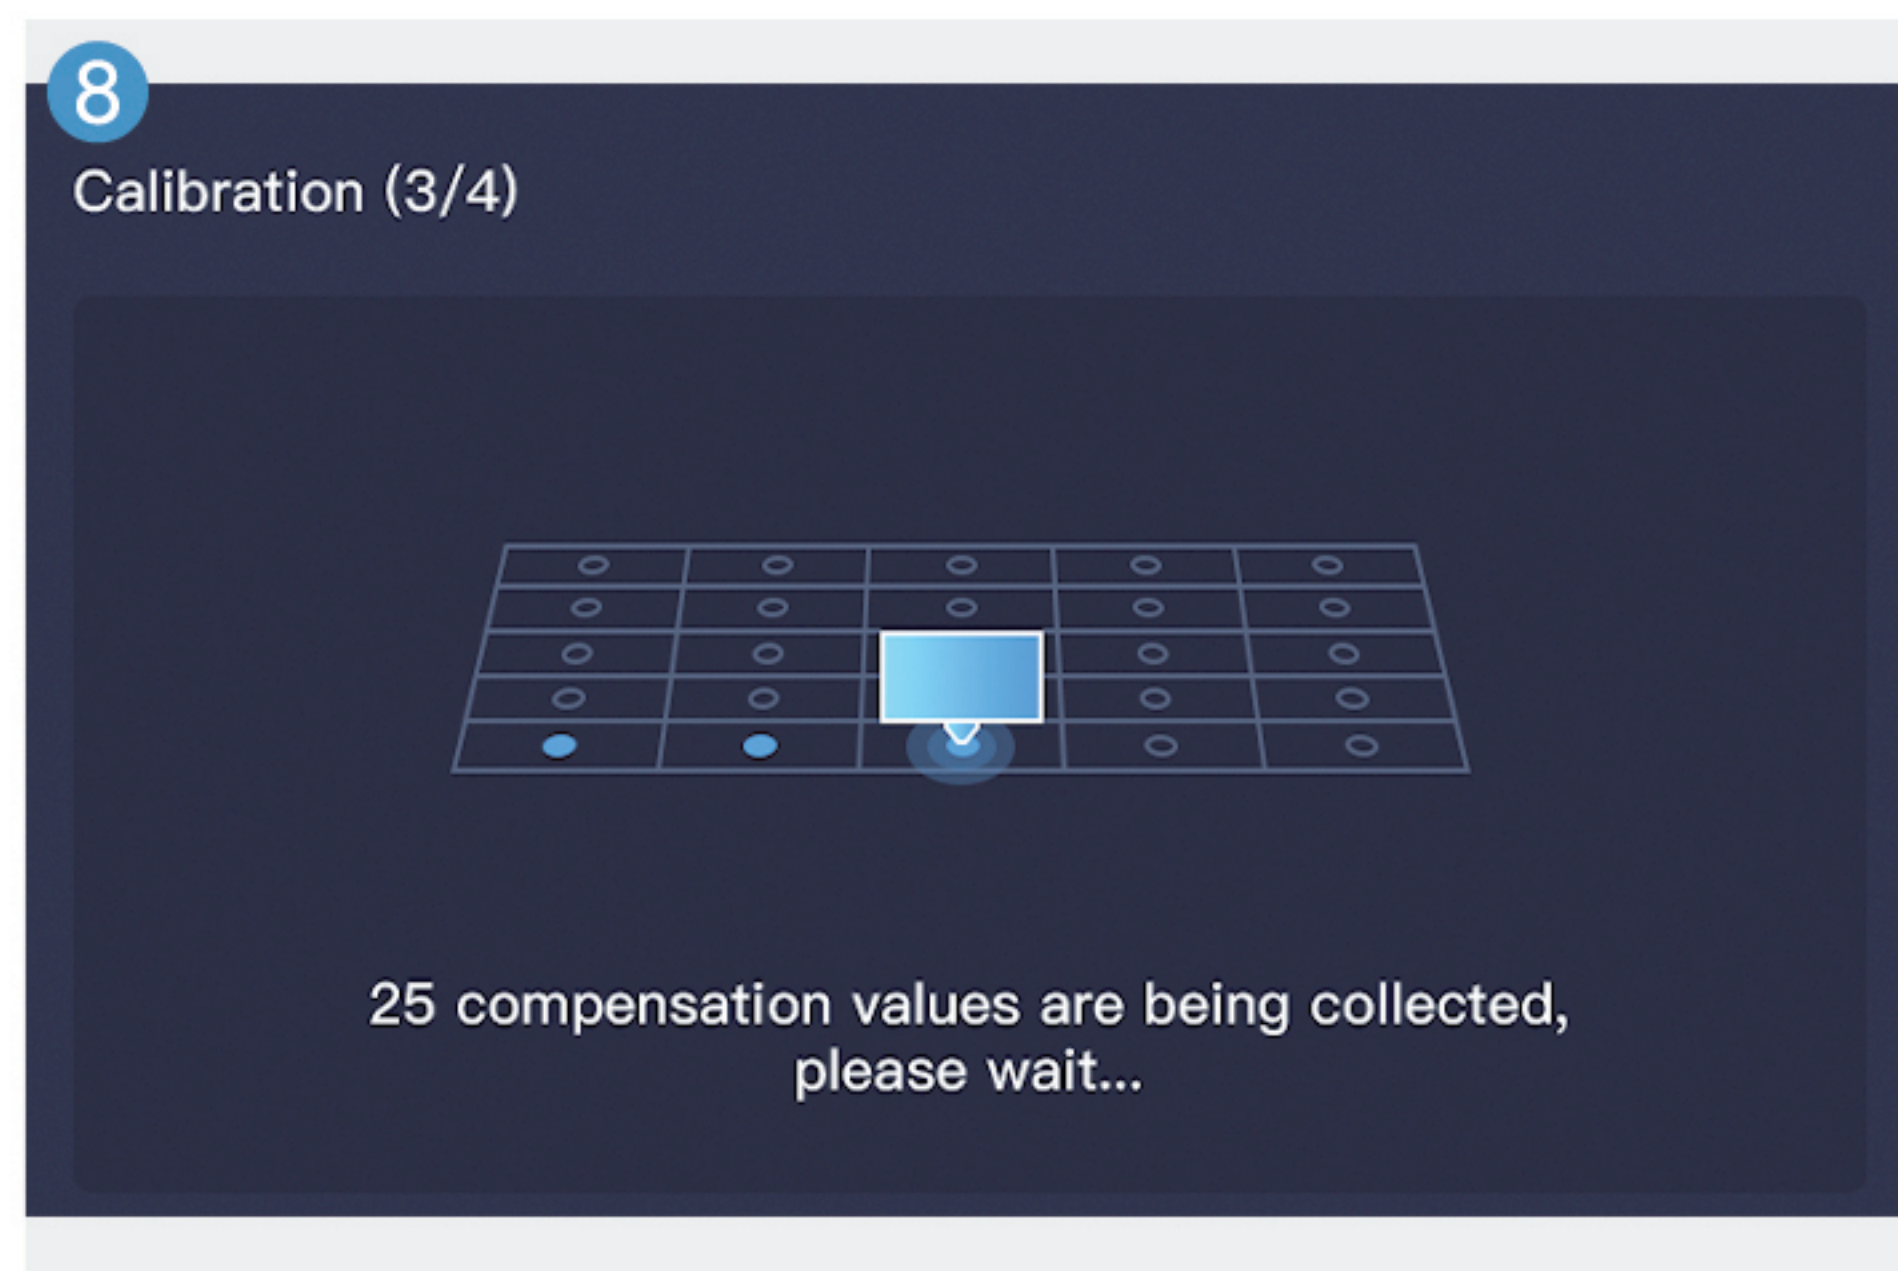 8
Calibration (3/4)
25 compensation values are being collected,
please wait...